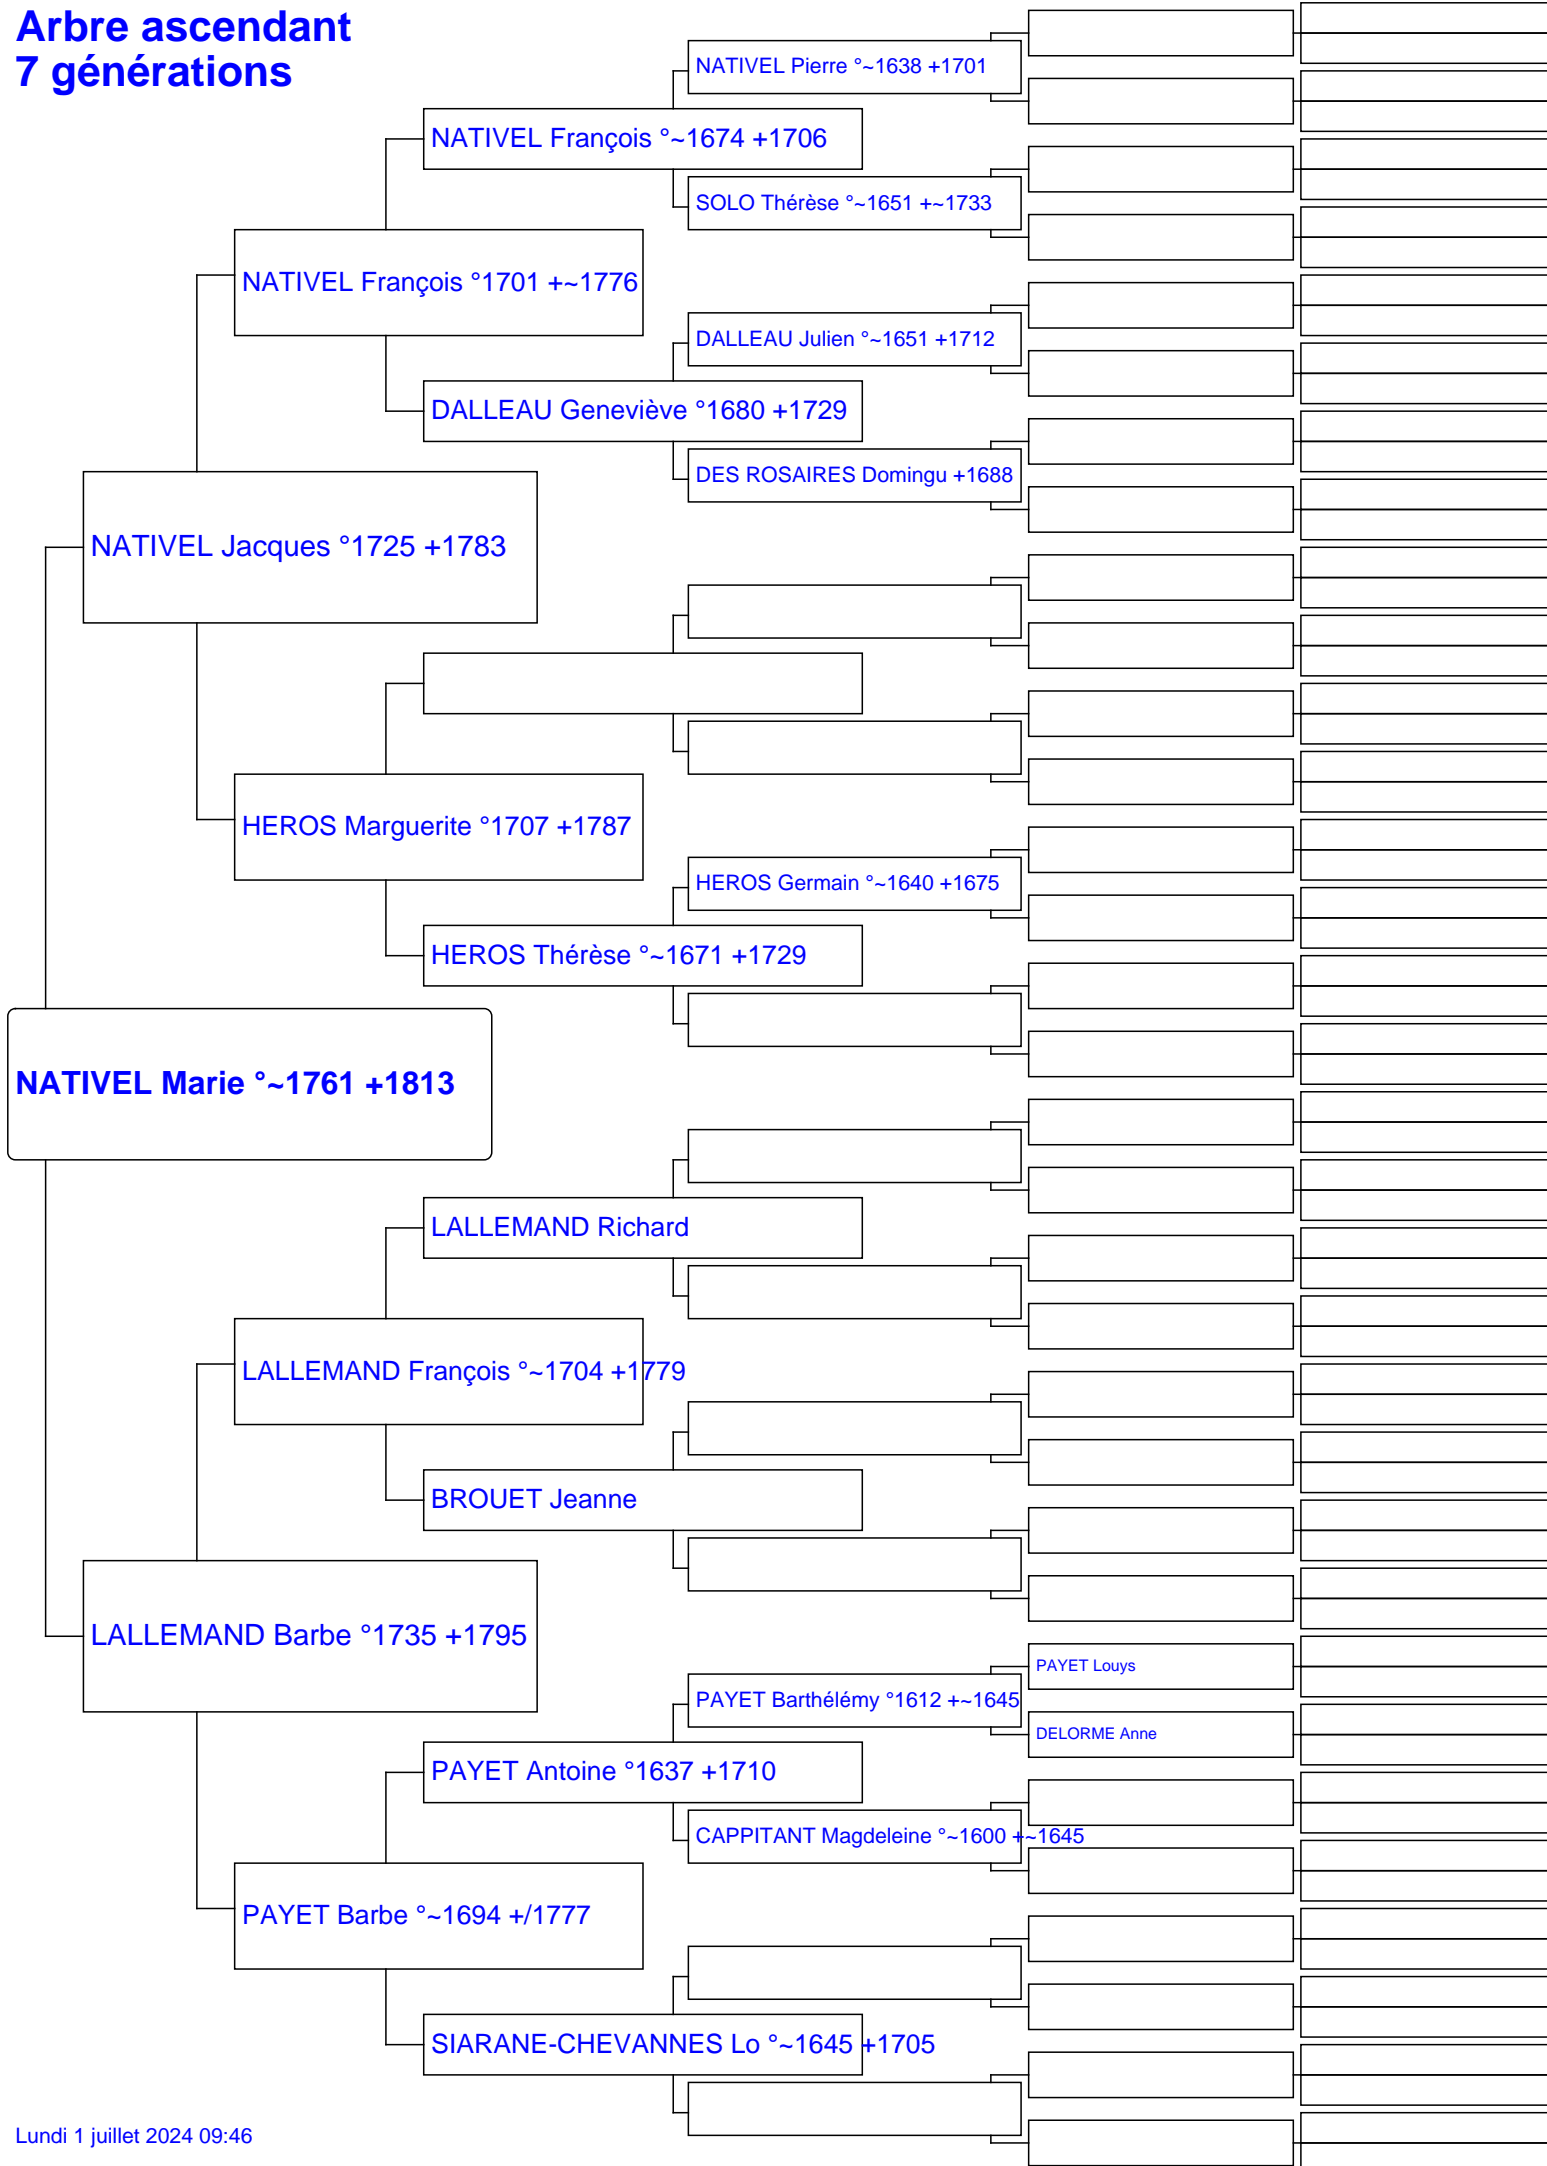 Arbre ascendant
7 générations
NATIVEL Pierre °~1638 +1701
NATIVEL François °~1674 +1706
SOLO Thérèse °~1651 +~1733
NATIVEL François °1701 +~1776
DALLEAU Julien °~1651 +1712
DALLEAU Geneviève °1680 +1729
DES ROSAIRES Domingu +1688
NATIVEL Jacques °1725 +1783
HEROS Marguerite °1707 +1787
HEROS Germain °~1640 +1675
HEROS Thérèse °~1671 +1729
NATIVEL Marie °~1761 +1813
LALLEMAND Richard
LALLEMAND François °~1704 +1779
BROUET Jeanne
LALLEMAND Barbe °1735 +1795
PAYET Louys
PAYET Barthélémy °1612 +~1645
DELORME Anne
PAYET Antoine °1637 +1710
CAPPITANT Magdeleine °~1600 +~1645
PAYET Barbe °~1694 +/1777
SIARANE-CHEVANNES Lo °~1645 +1705
Lundi 1 juillet 2024 09:46